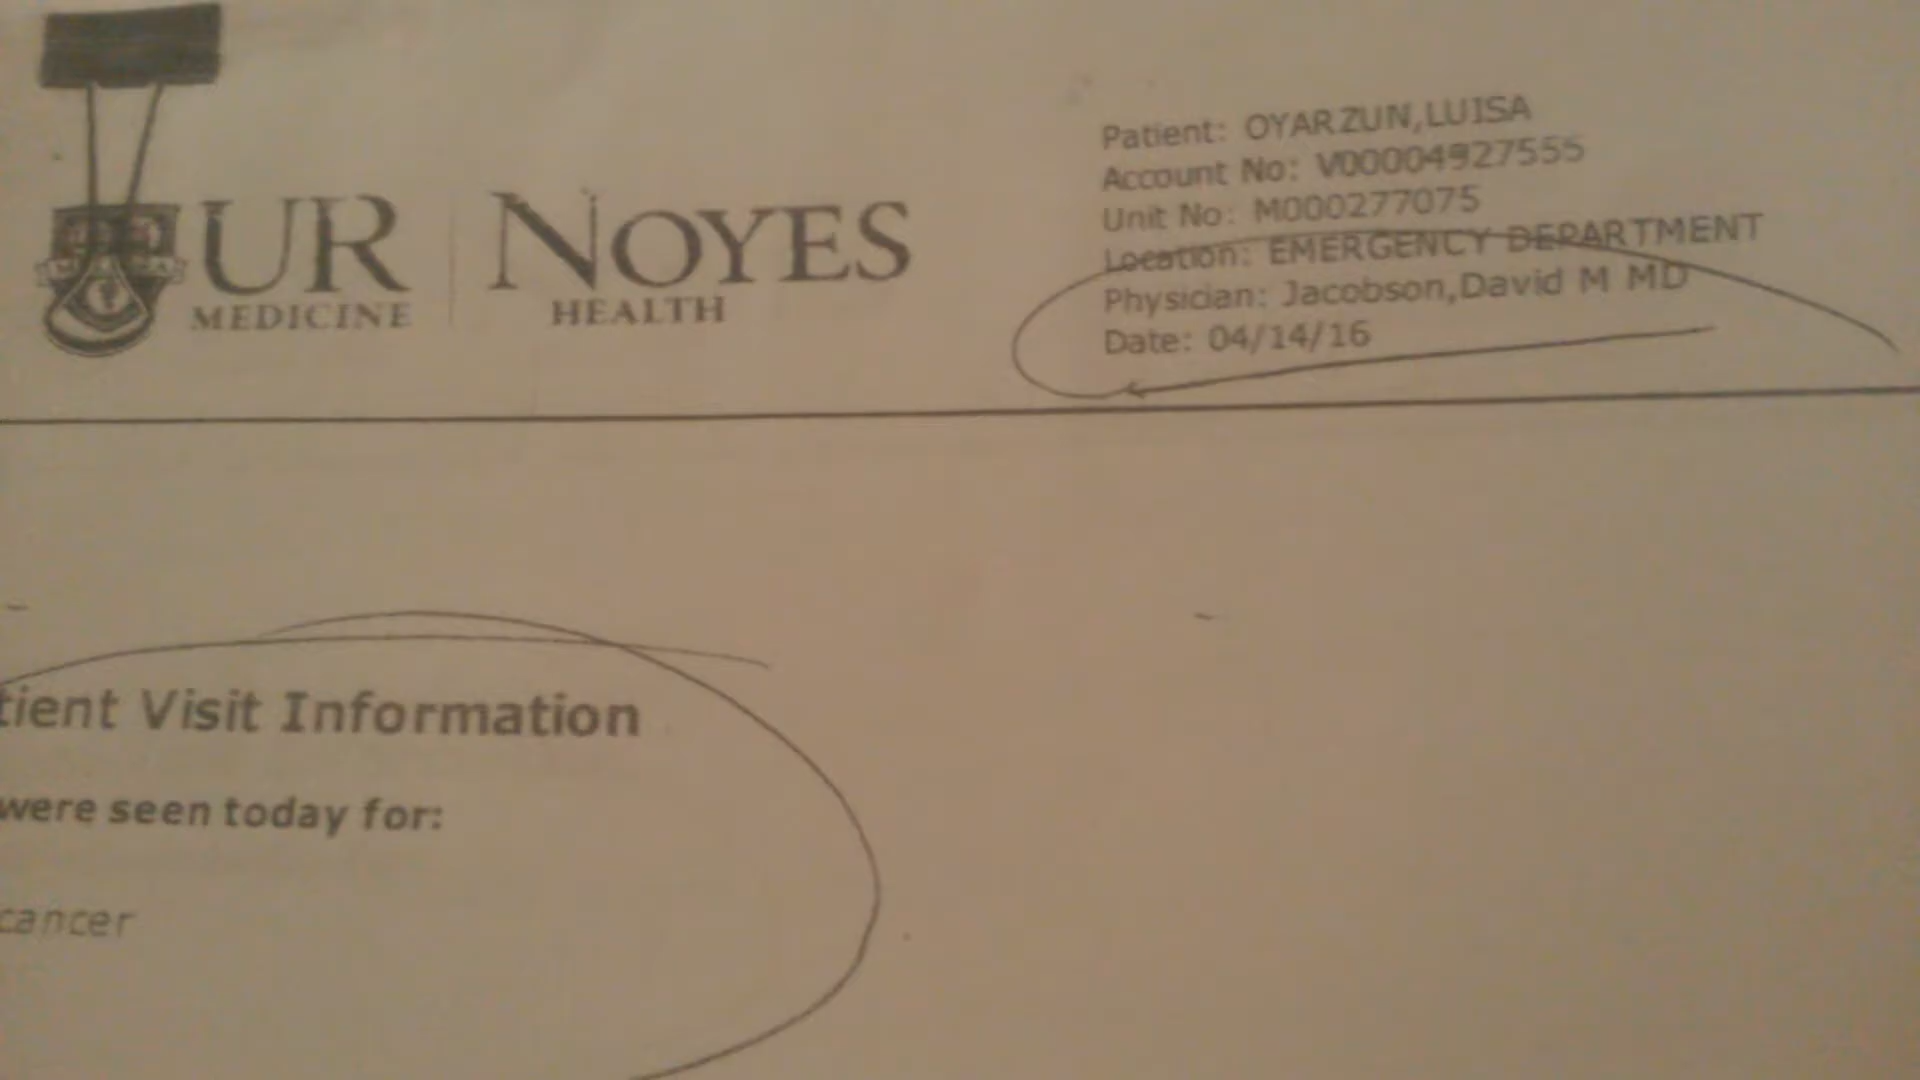 UR
MEDICINE
NOYES
HEALTH
Patient: OYARZUN,LUISA
Account No: V00004927555
Unit No: M000277075
Location: EMERGENCY DEPARTMENT
Physician: Jacobson,David M MD
Date: 04/14/16
tient Visit Information
were seen today for:
cancer